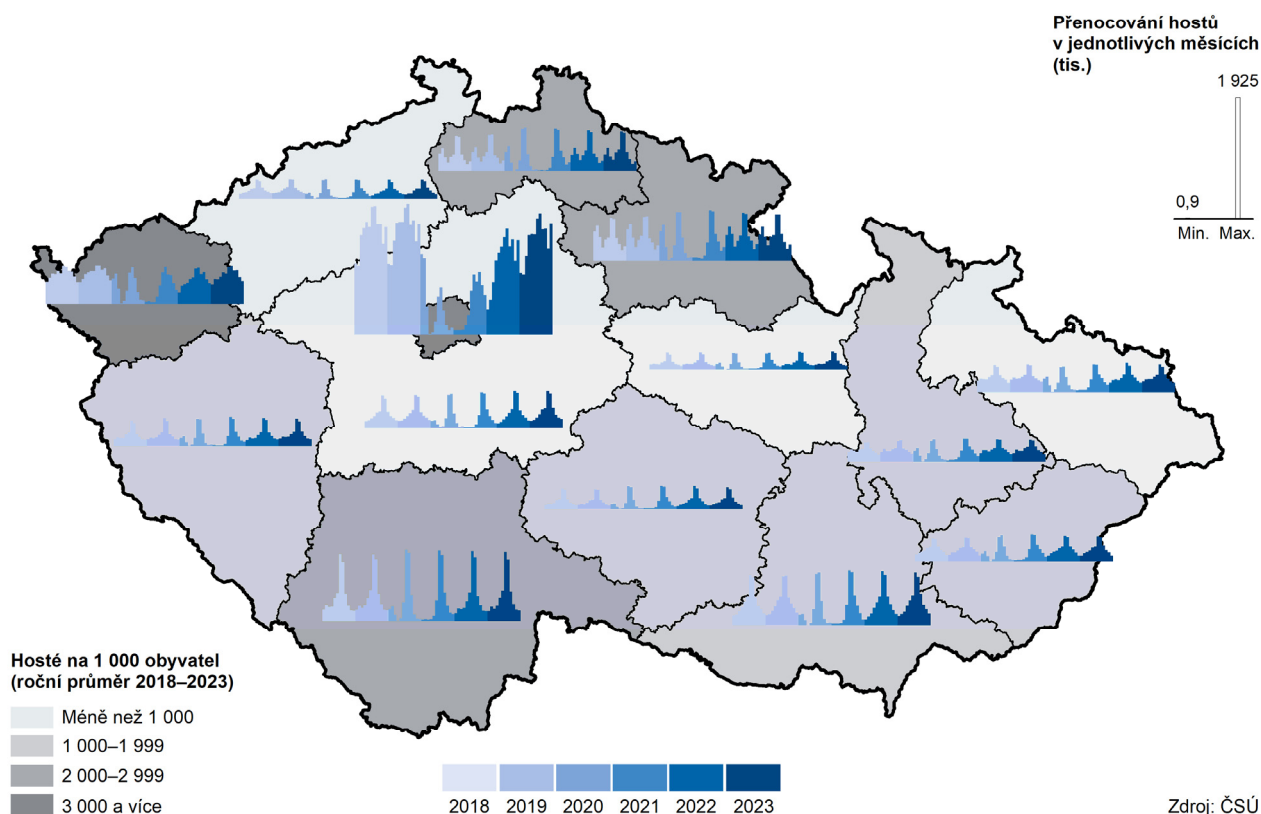 Přenocování hostů
v jednotlivých měsících
(tis.)
1 925
0,9
Min. Max.
Hosté na 1 000 obyvatel
(roční průměr 2018–2023)
Méně než 1 000
1 000–1 999
2 000–2 999
3 000 a více
2018 2019 2020 2021 2022 2023
Zdroj: ČSÚ